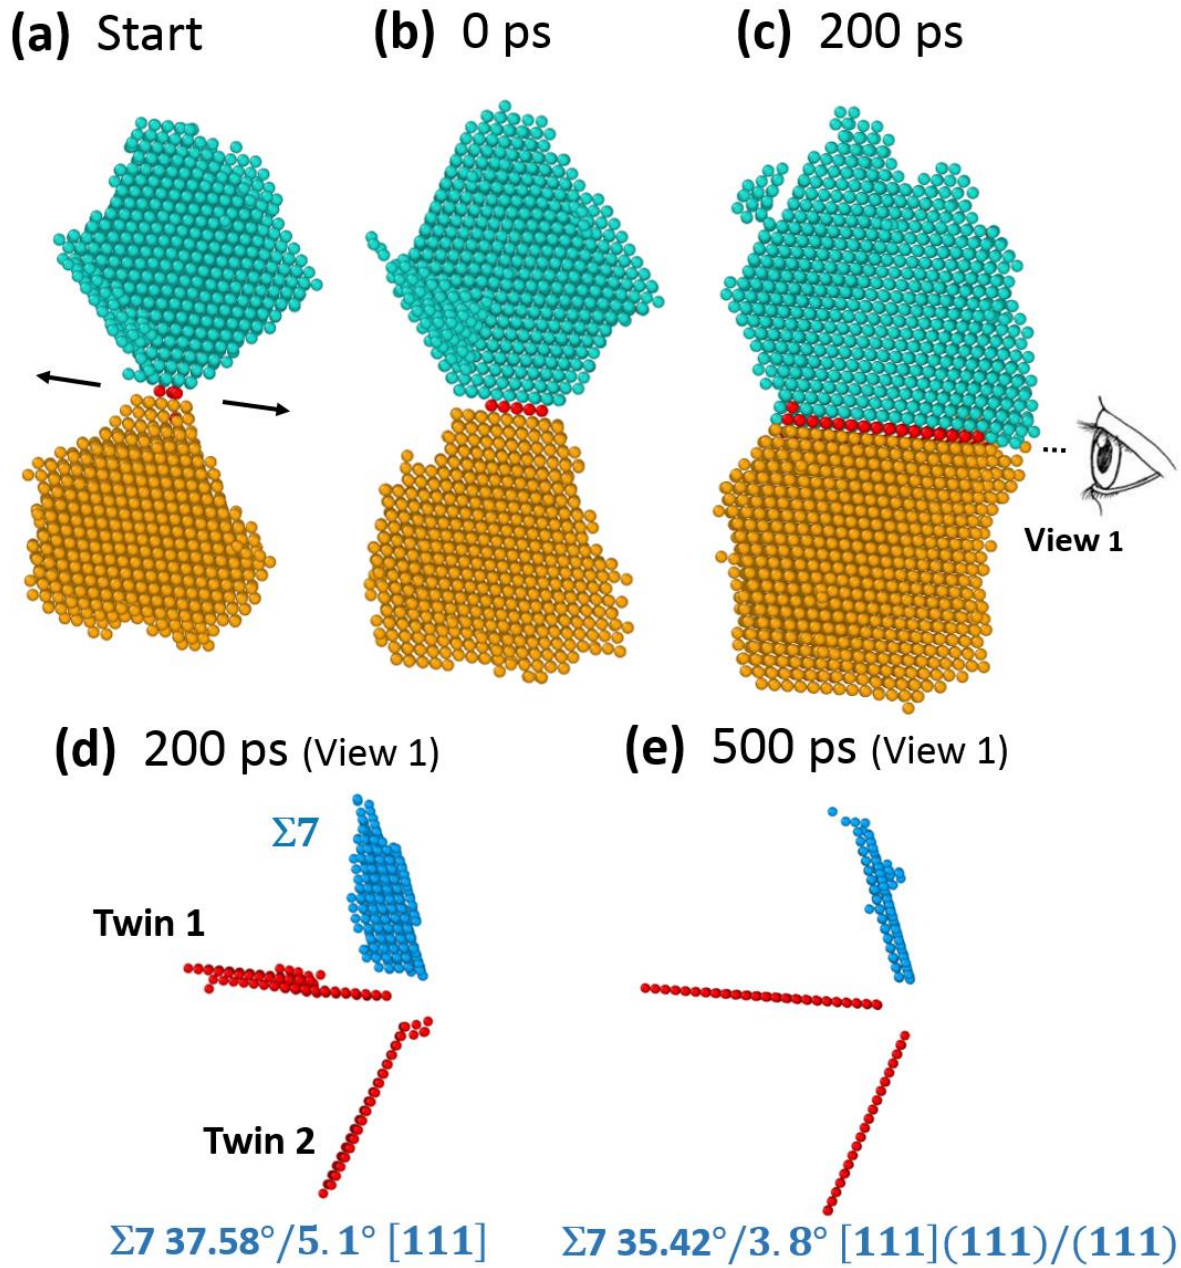 (a) Start
(b) 0 ps
(c) 200 ps
...
View 1
(d) 200 ps (View 1)
(e) 500 ps (View 1)
Σ7
Twin 1
Twin 2
Σ7 37.58°/5.1° [111]
Σ7 35.42°/3.8° [111](111)/(111)